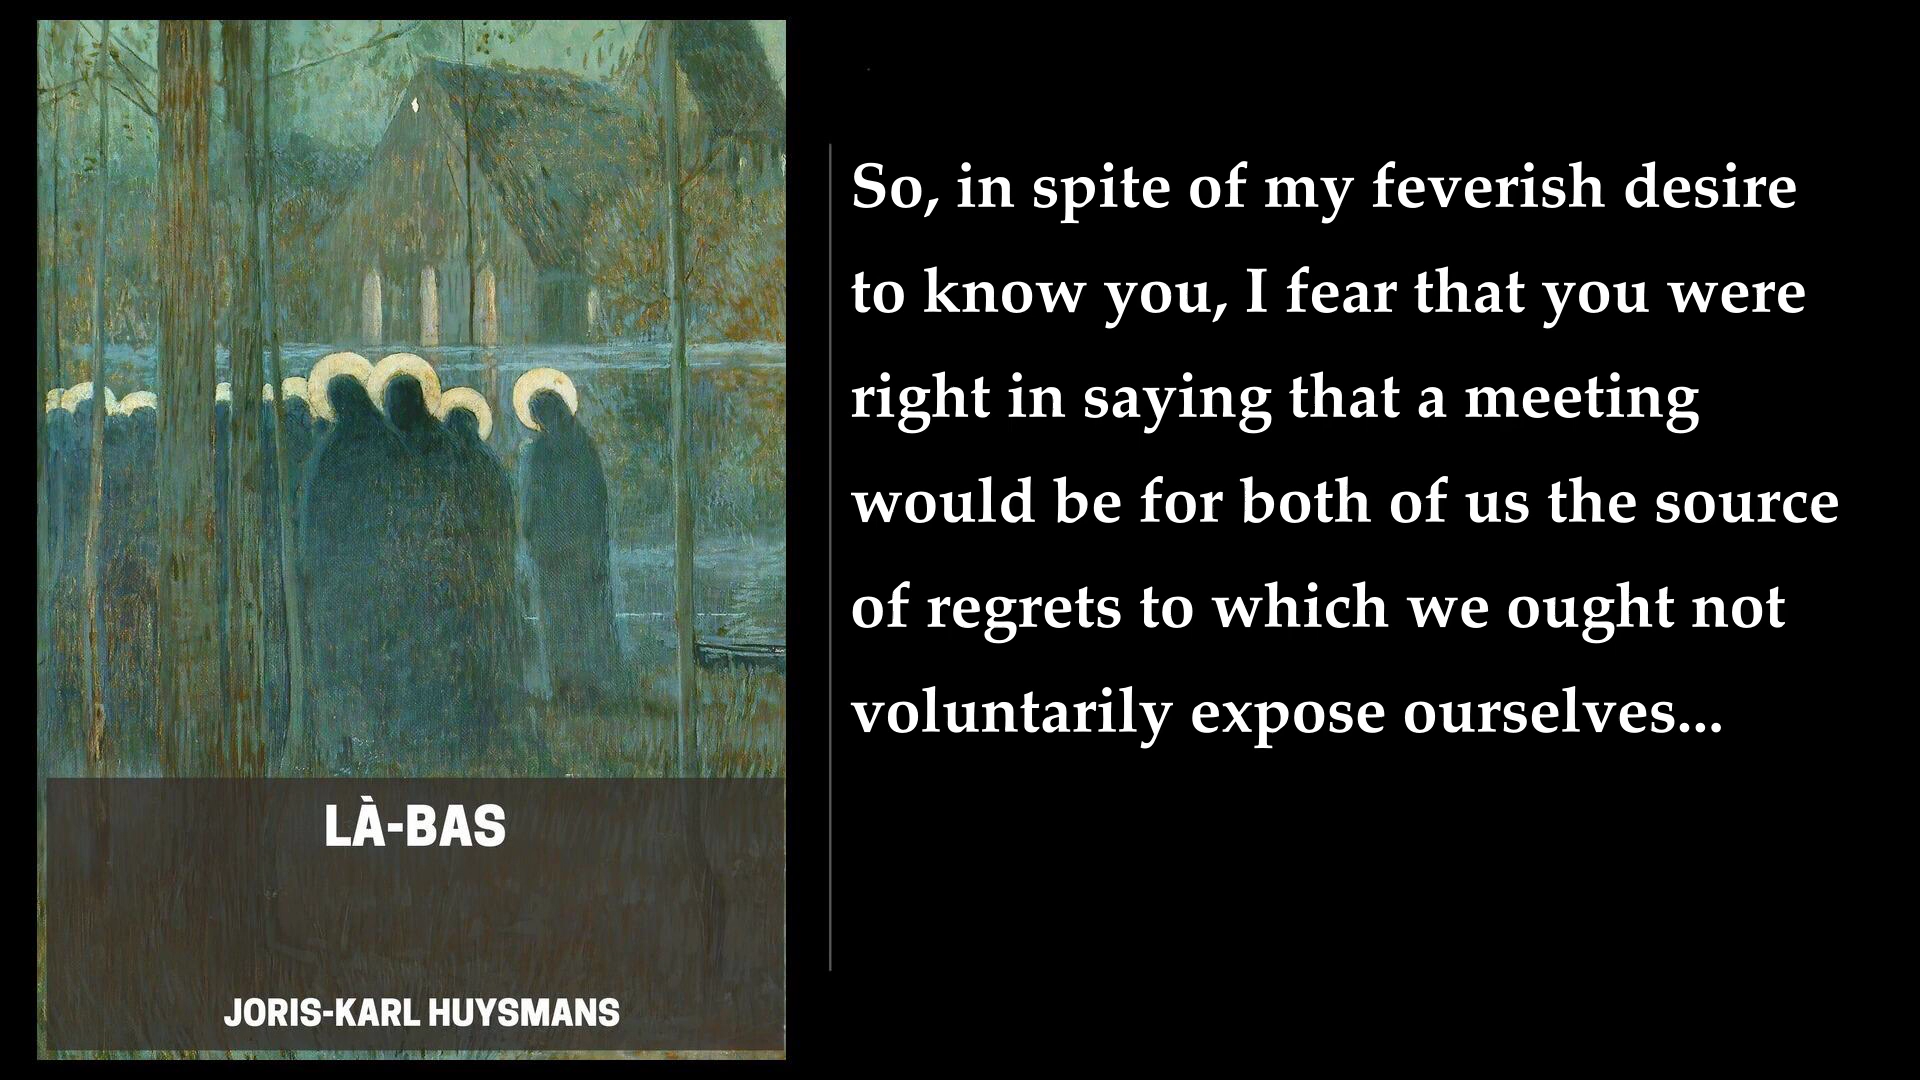 LÀ-BAS
JORIS-KARL HUYSMANS
So, in spite of my feverish desire
to know you, I fear that you were
right in saying that a meeting
would be for both of us the source
of regrets to which we ought not
voluntarily expose ourselves...